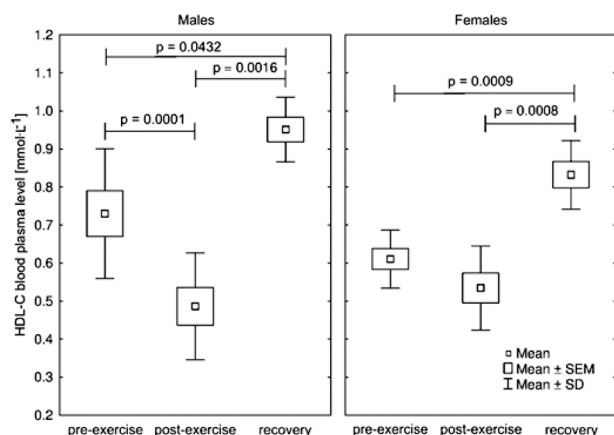 Males
Females
HDL-C blood plasma level [mmol·L⁻¹]
1.2
1.1
1.0
0.9
0.8
0.7
0.6
0.5
0.4
0.3
0.2
p = 0.0432
p = 0.0016
p = 0.0001
p = 0.0009
p = 0.0008
Mean
Mean ± SEM
Mean ± SD
pre-exercise post-exercise recovery
pre-exercise post-exercise recovery